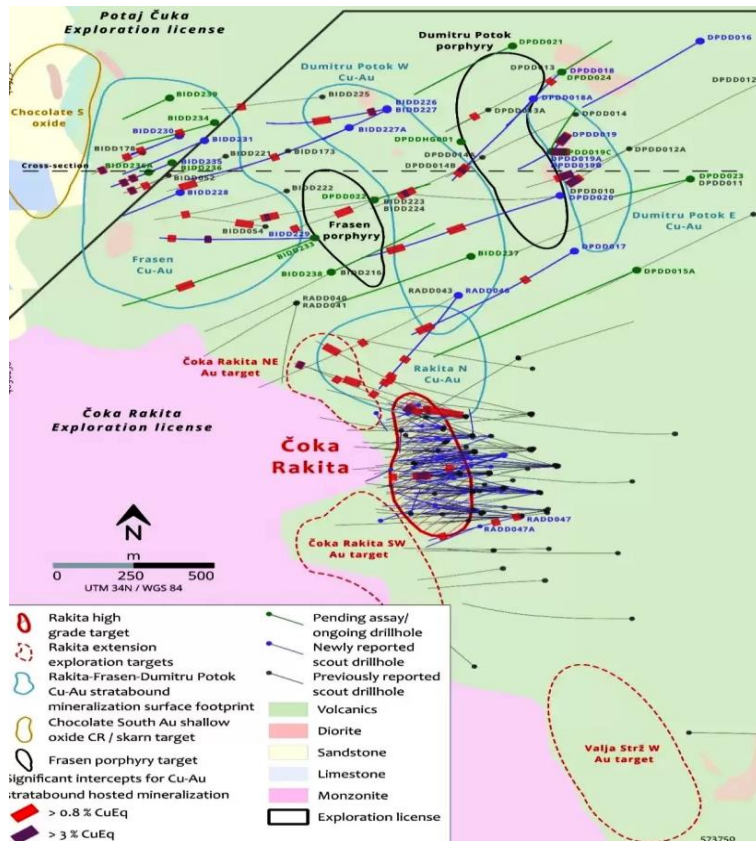 Potaj Čuka
Exploration license
Dumitru Potok
porphyry
DPDD021
DPDD016
DPDD013
DPDD018
DPDD024
DPDD012
Dumitru Potok W
Cu-Au
Chocolate S
oxide
BIDD239
BIDD225
BIDD226
BIDD227
DPDD018A
DPDD013A
DPDD014
BIDD234
BIDD230
BIDD227A
BIDD231
DPDDHG001
DPDD019
BIDD178
BIDD221
BIDD173
DPDD014A
DPDD019C
DPDD012A
DPDD019A
DPDD019B
Cross-section
BIDD236A
BIDD235
BIDD236
BIDD052
DPDD014B
DPDD023
DPDD011
BIDD228
BIDD222
DPDD022
BIDD223
BIDD224
DPDD010
DPDD020
Dumitru Potok E
Cu-Au
BIDD054
BIDD229
Frasen
porphyry
BIDD233
Frasen
Cu-Au
BIDD237
DPDD017
BIDD238
BIDD216
DPDD015A
RADD040
RADD041
RADD043
RADD046
Čoka Rakita NE
Au target
Rakita N
Cu-Au
Čoka Rakita
Exploration license
Čoka
Rakita
N
m
0 250 500
UTM 34N / WGS 84
RADD047
RADD047A
Čoka Rakita SW
Au target
Valja Strž W
Au target
Rakita high
grade target
Rakita extension
exploration targets
Rakita-Frasen-Dumitru Potok
Cu-Au stratabound
mineralization surface footprint
Chocolate South Au shallow
oxide CR / skarn target
Frasen porphyry target
Significant intercepts for Cu-Au
stratabound hosted mineralization
> 0.8 % CuEq
> 3 % CuEq
Pending assay/
ongoing drillhole
Newly reported
scout drillhole
Previously reported
scout drillhole
Volcanics
Diorite
Sandstone
Limestone
Monzonite
Exploration license